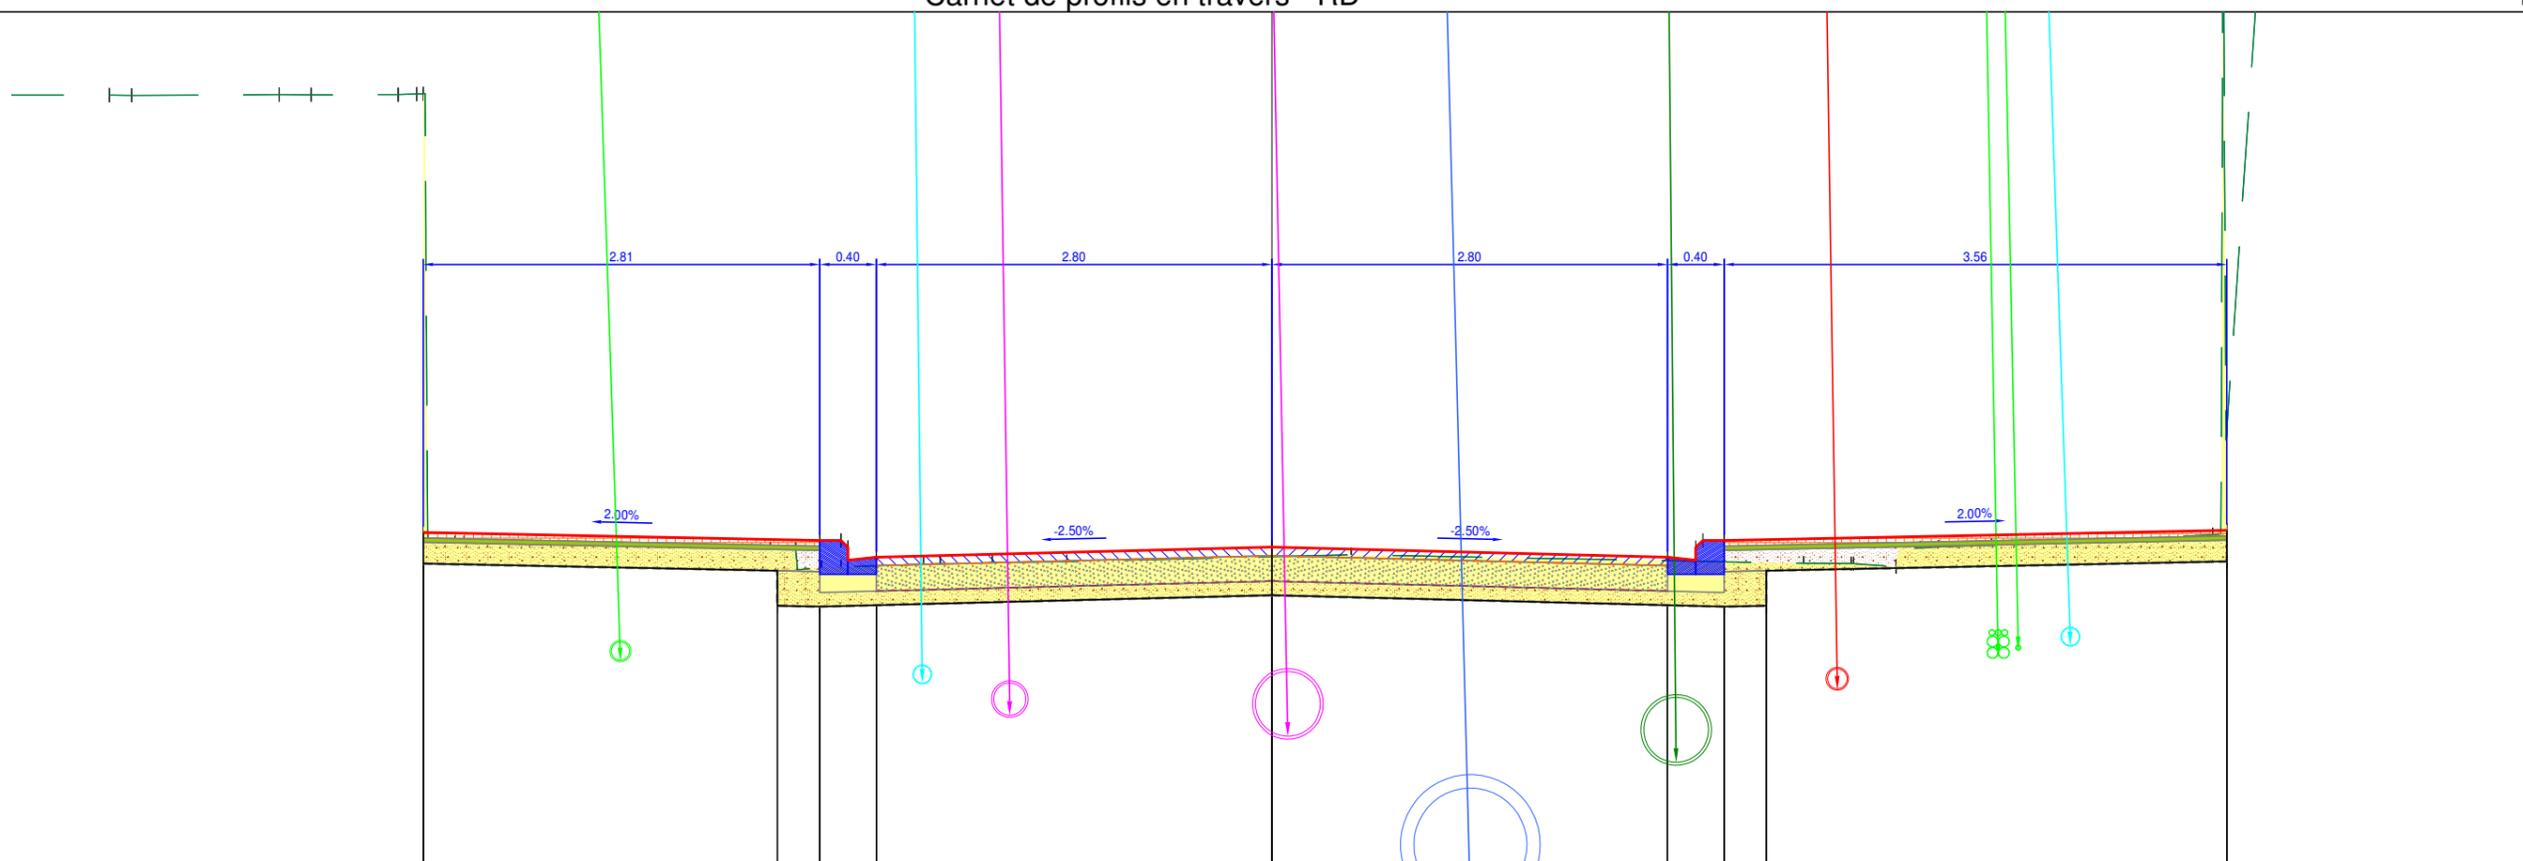 Carnet de profils en travers - RD
2.81 0.40 2.80 2.80 0.40 3.56
2.00% -2.50% -2.50% 2.00%